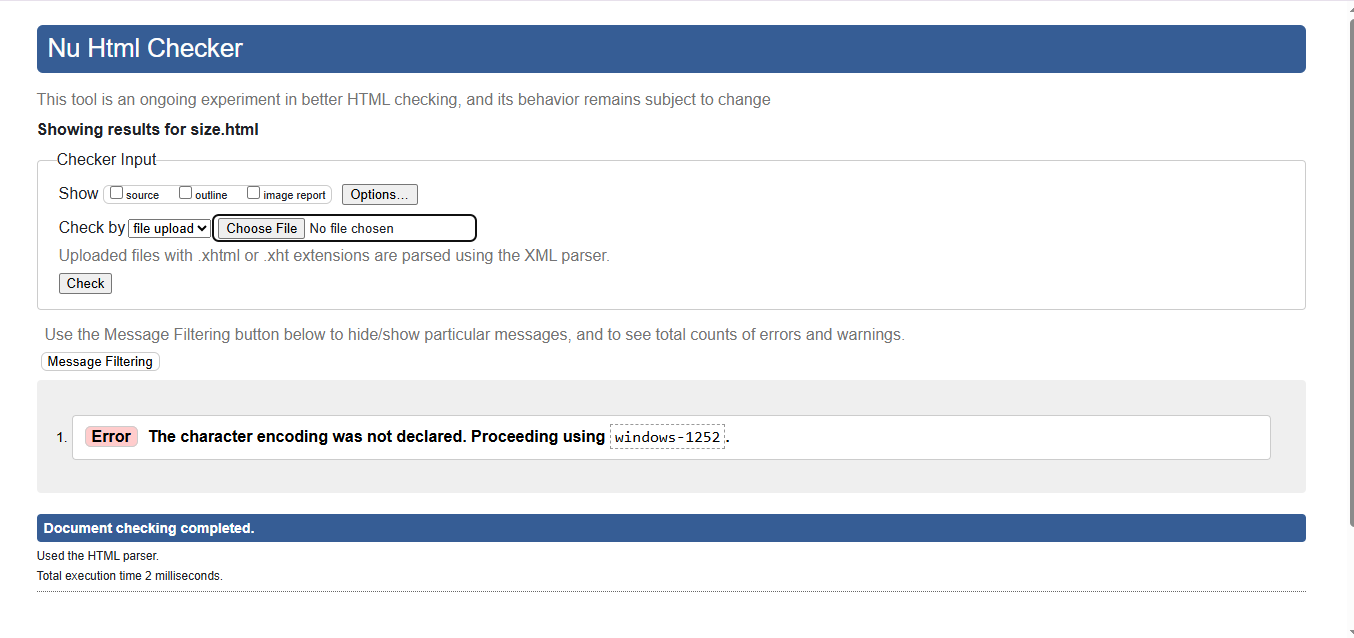 Nu Html Checker
This tool is an ongoing experiment in better HTML checking, and its behavior remains subject to change
Showing results for size.html
Checker Input
Show source outline image report Options...
Check by file upload Choose File No file chosen
Uploaded files with .xhtml or .xht extensions are parsed using the XML parser.
Check
Use the Message Filtering button below to hide/show particular messages, and to see total counts of errors and warnings.
Message Filtering
1. Error The character encoding was not declared. Proceeding using windows-1252.
Document checking completed.
Used the HTML parser.
Total execution time 2 milliseconds.